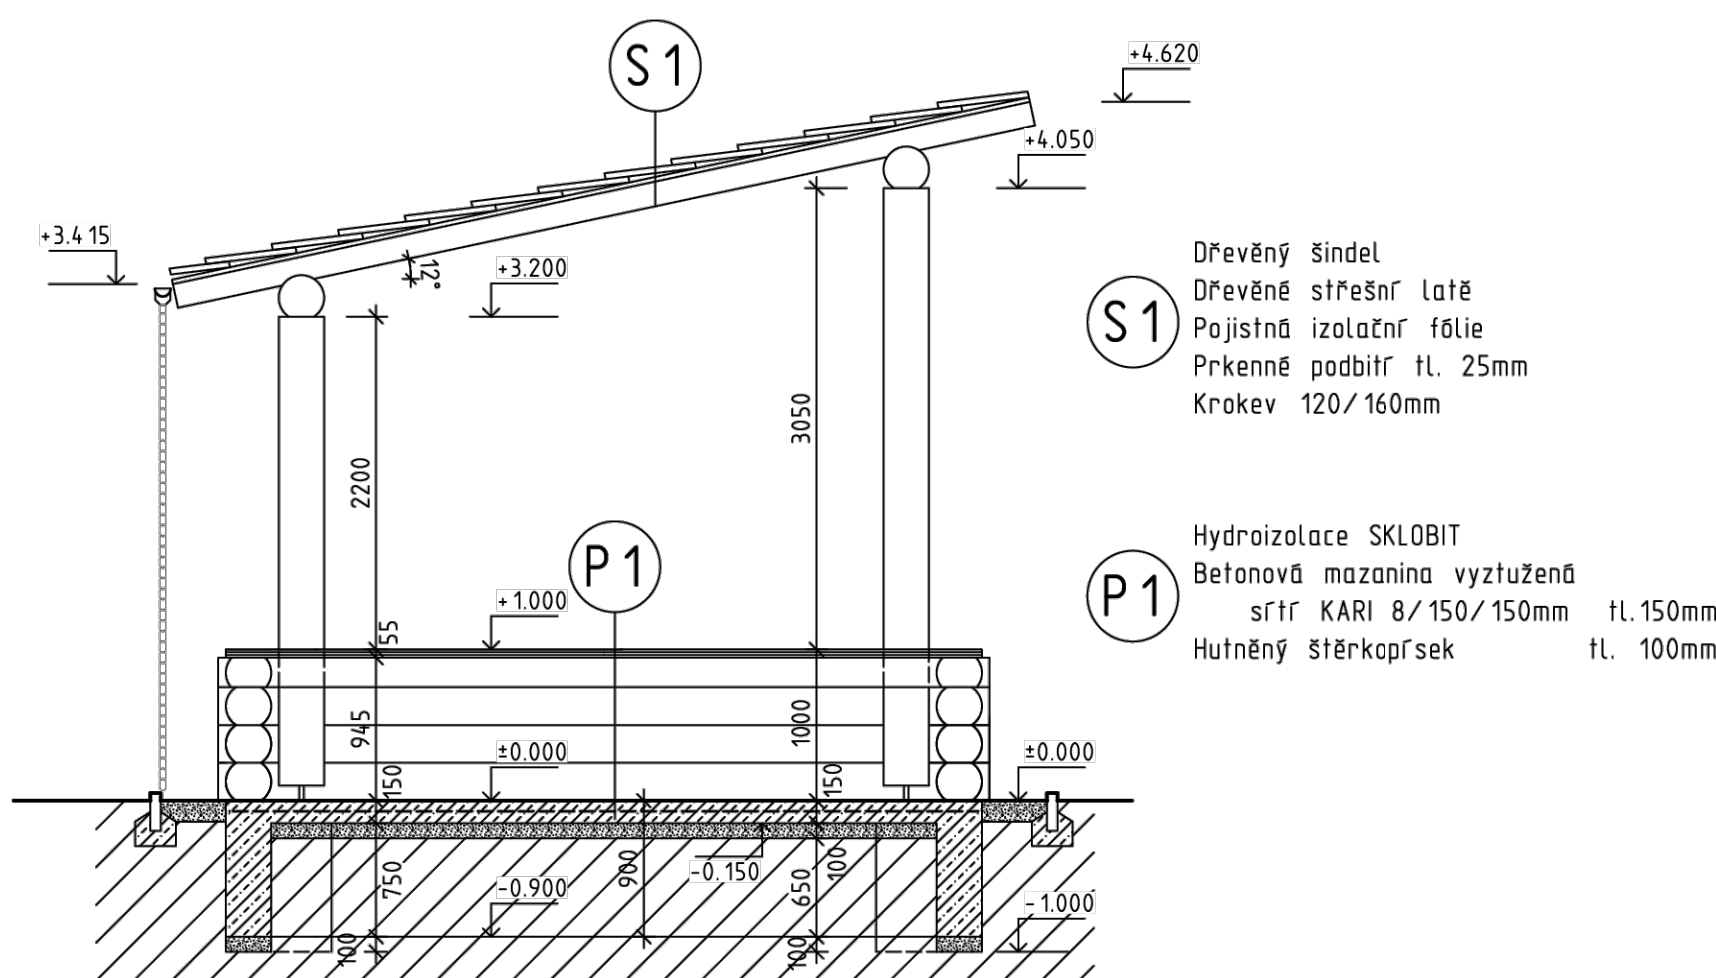 S1
+4.620
+4.050
+3.415
12°
+3.200
Dřevěný šindel
Dřevěné střešní latě
S1
Pojistná izolační fólie
Prkenné podbití tl. 25mm
Krokev 120/160mm
3050
2200
P1
Hydroizolace SKLOBIT
Betonová mazanina vyztužená
P1
sítí KARI 8/150/150mm tl.150mm
Hutněný štěrkopísek tl. 100mm
+1.000
55
945
1000
±0.000
±0.000
150
150
900
-0.150
100
750
-0.900
650
-1.000
100
100